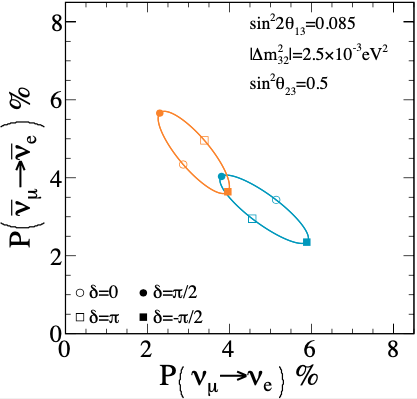 sin²2θ₁₃=0.085
|Δm²₃₂|=2.5×10⁻³eV²
sin²θ₂₃=0.5
P(ν̄μ→ν̄e) %
8
6
4
2
0
○ δ=0 ● δ=π/2
□ δ=π ■ δ=-π/2
0 2 4 6 8
P(νμ→νe) %